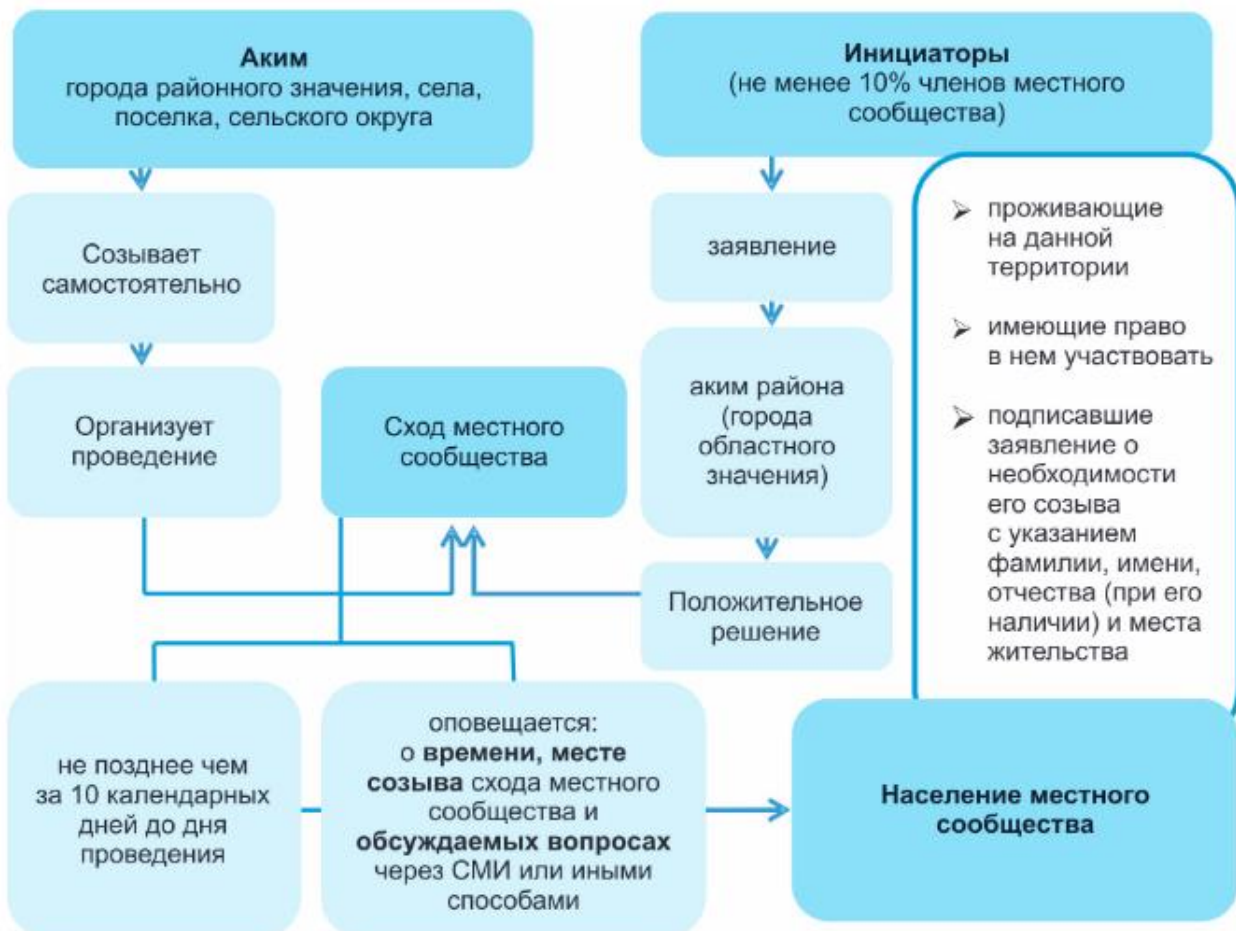 Аким
города районного значения, села,
поселка, сельского округа
Инициаторы
(не менее 10% членов местного
сообщества)
Созывает
самостоятельно
заявление
➢ проживающие
на данной
территории
➢ имеющие право
в нем участвовать
➢ подписавшие
заявление о
необходимости
его созыва
с указанием
фамилии, имени,
отчества (при его
наличии) и места
жительства
Организует
проведение
Сход местного
сообщества
аким района
(города
областного
значения)
Положительное
решение
не позднее чем
за 10 календарных
дней до дня
проведения
оповещается:
о времени, месте
созыва схода местного
сообщества и
обсуждаемых вопросах
через СМИ или иными
способами
Население местного
сообщества